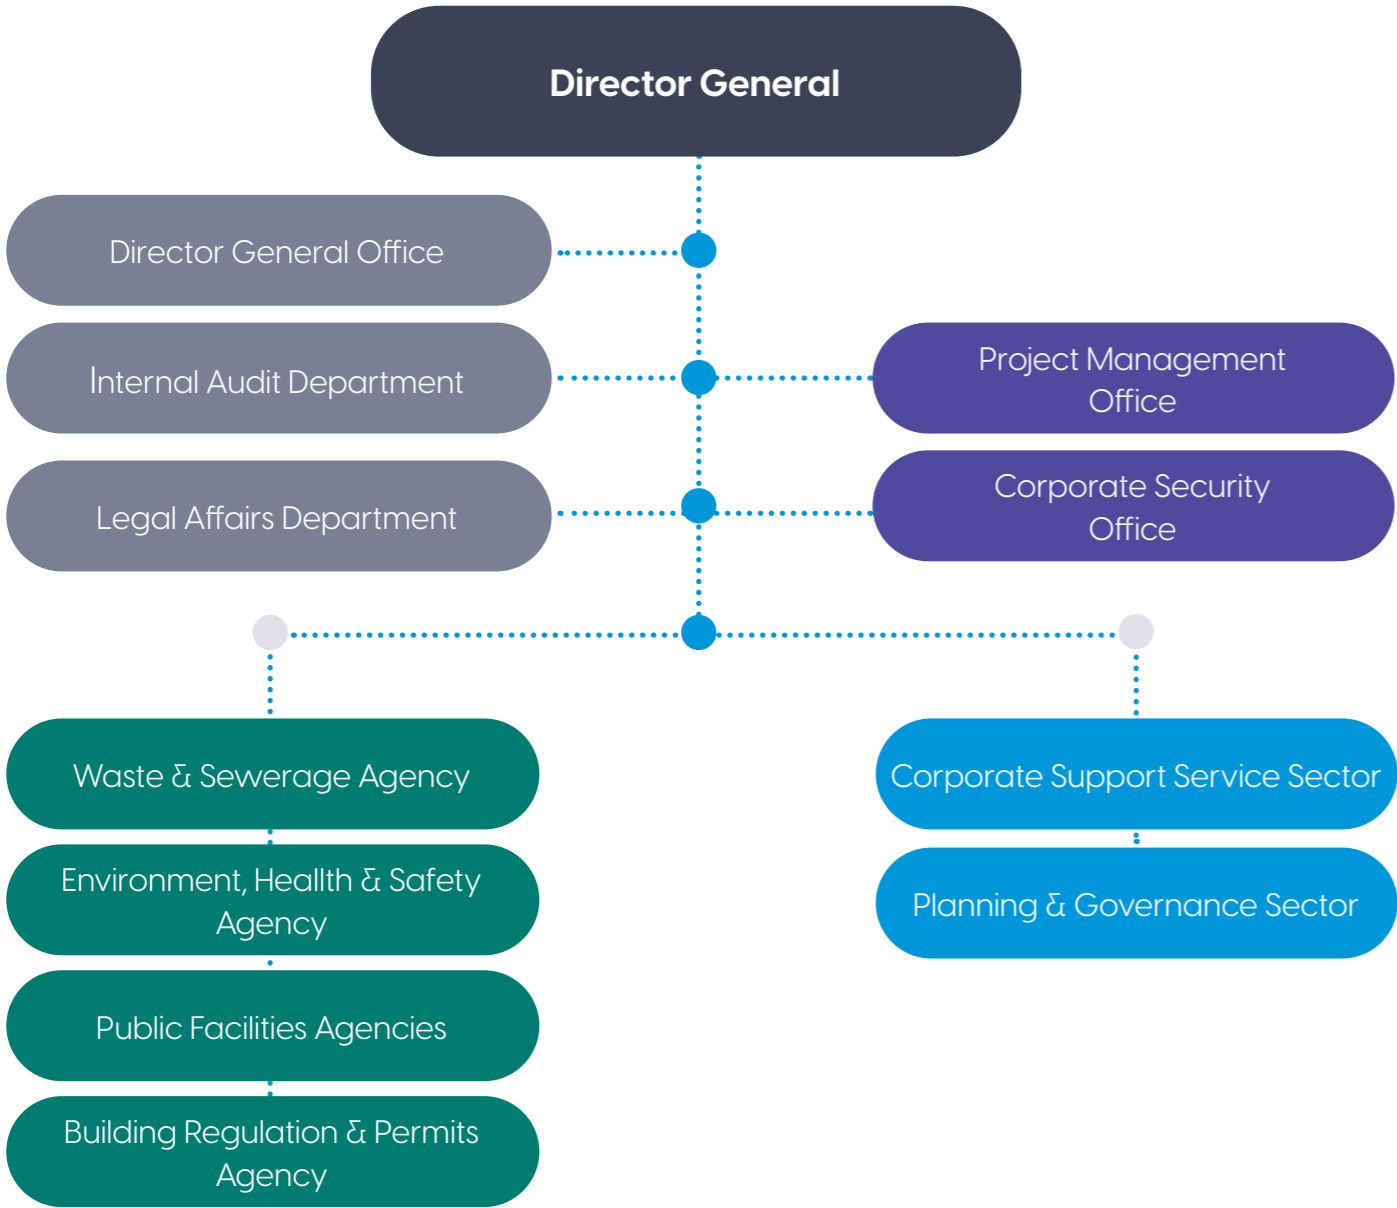 Director General
Director General Office
Internal Audit Department
Project Management
Office
Legal Affairs Department
Corporate Security
Office
Waste & Sewerage Agency
Environment, Heallth & Safety
Agency
Public Facilities Agencies
Building Regulation & Permits
Agency
Corporate Support Service Sector
Planning & Governance Sector